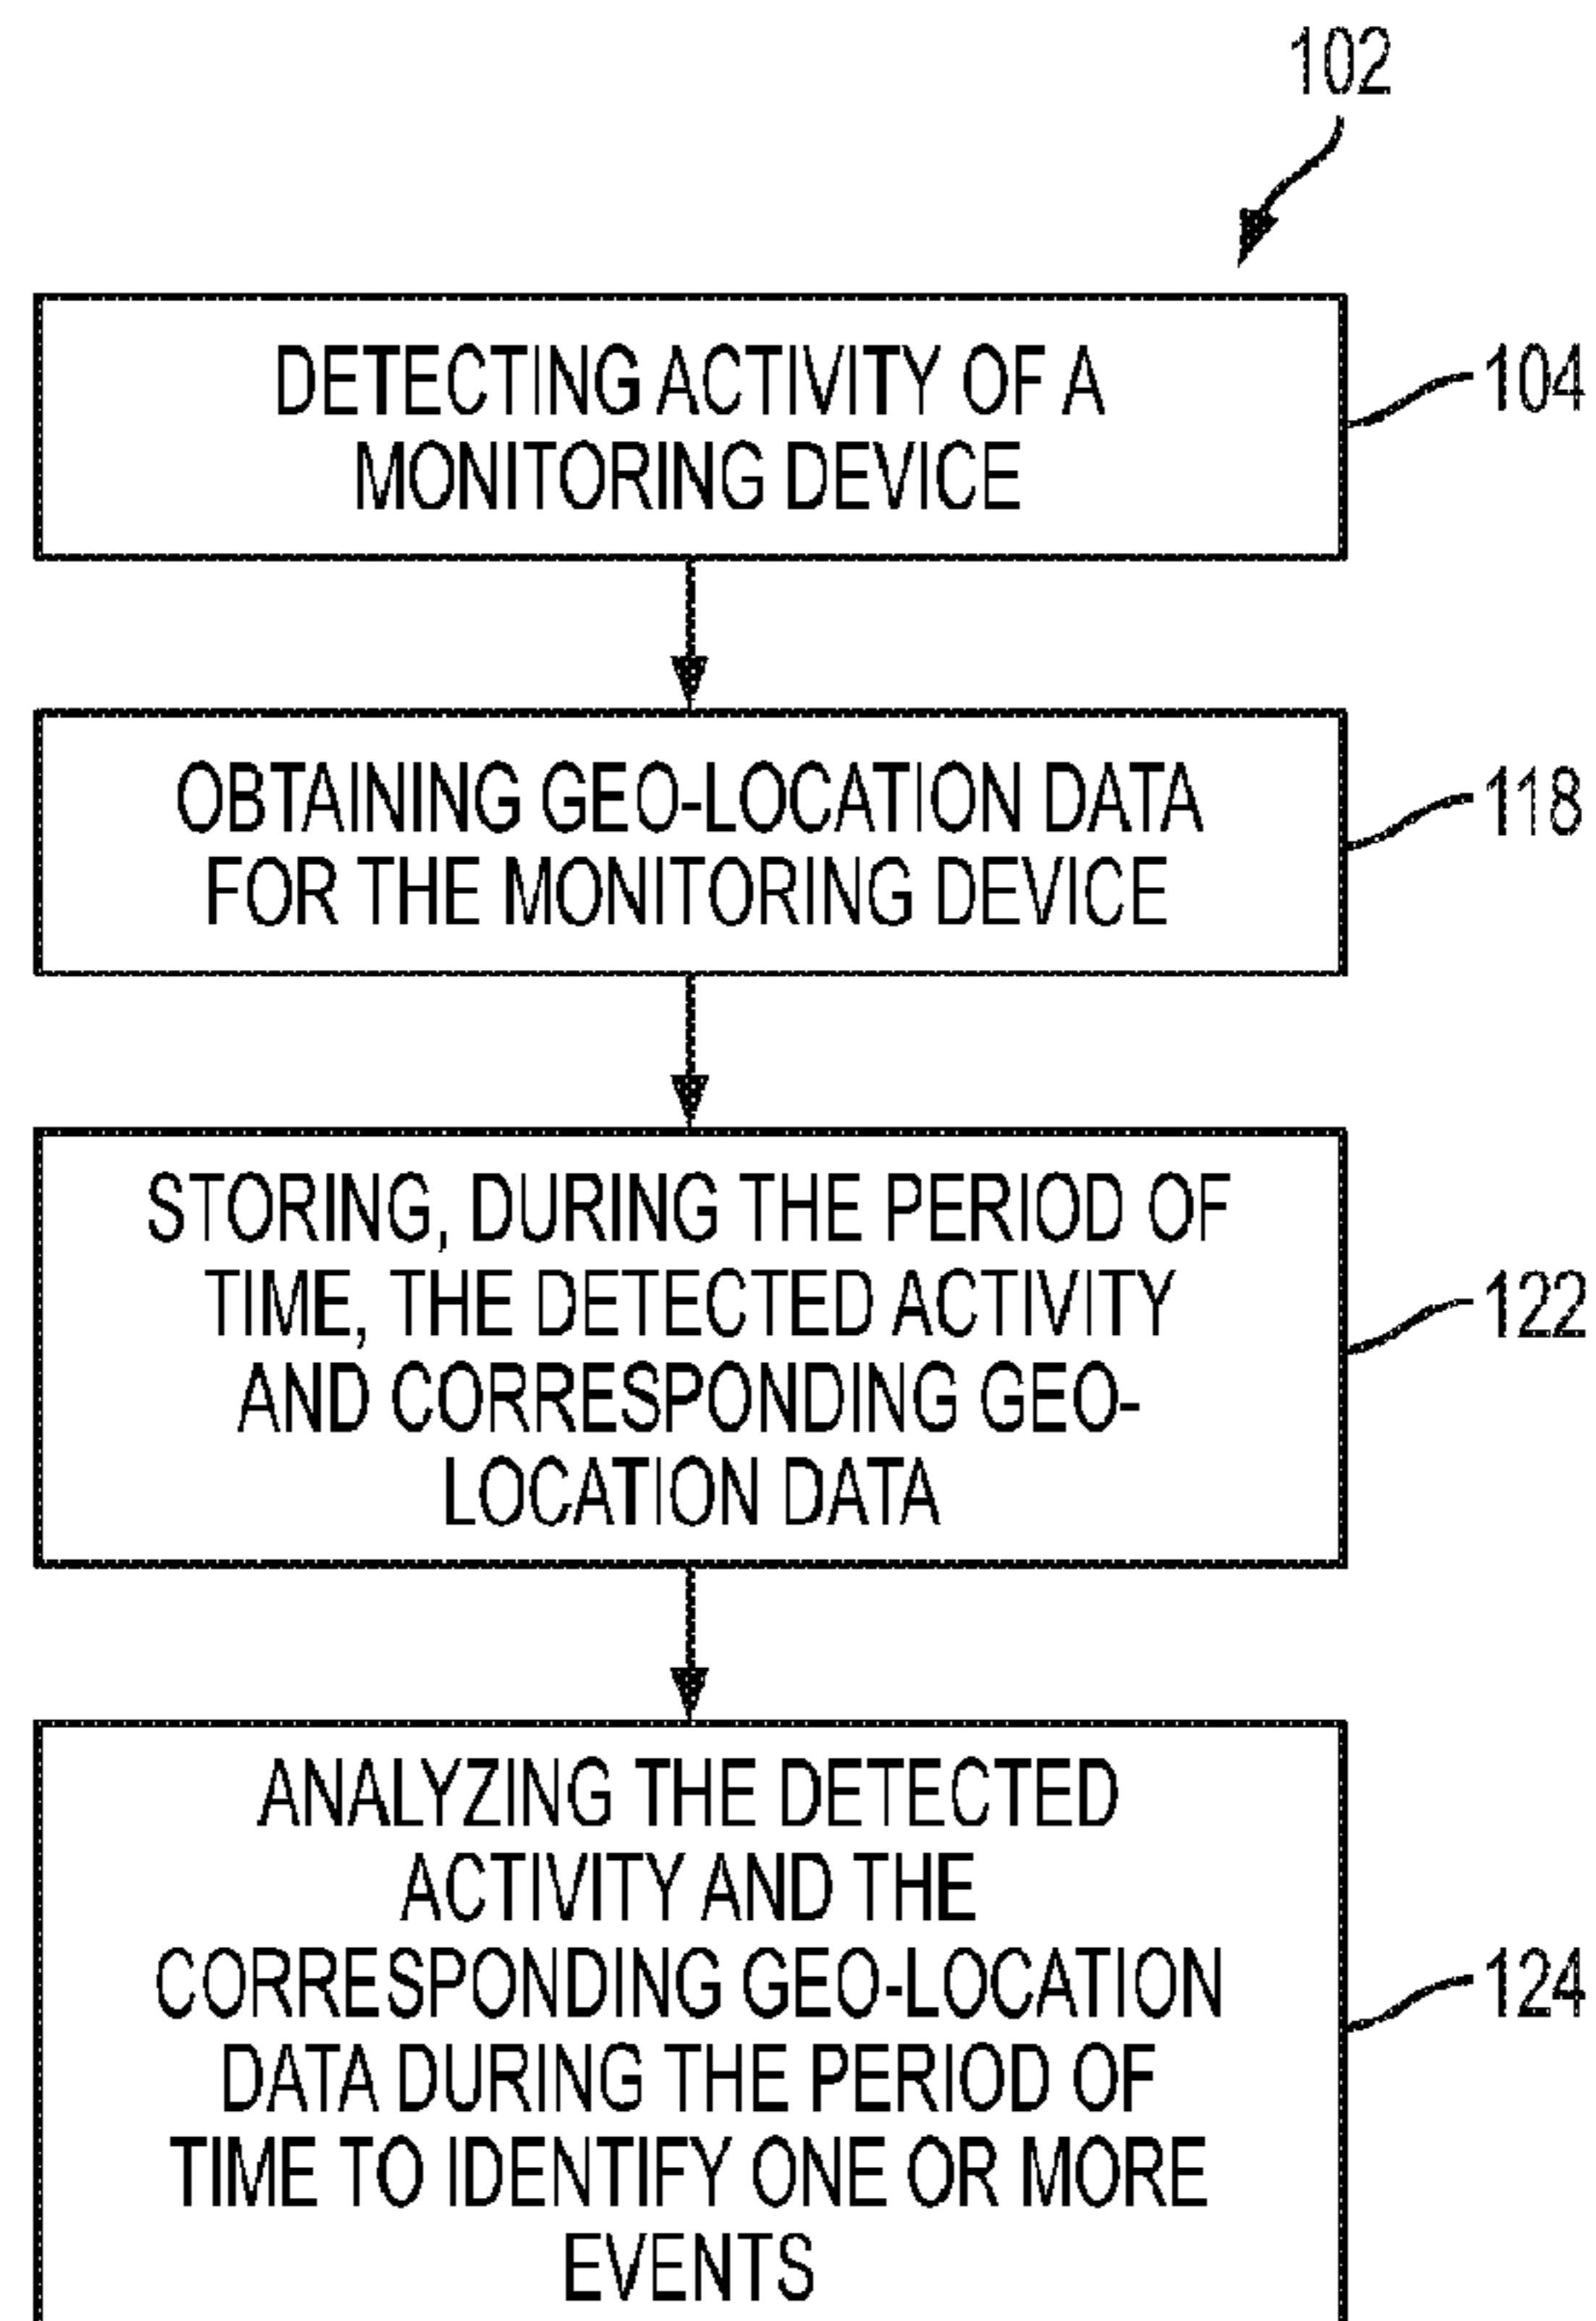 102
DETECTING ACTIVITY OF A
MONITORING DEVICE
104
OBTAINING GEO-LOCATION DATA
FOR THE MONITORING DEVICE
118
STORING, DURING THE PERIOD OF
TIME, THE DETECTED ACTIVITY
AND CORRESPONDING GEO-
LOCATION DATA
122
ANALYZING THE DETECTED
ACTIVITY AND THE
CORRESPONDING GEO-LOCATION
DATA DURING THE PERIOD OF
TIME TO IDENTIFY ONE OR MORE
EVENTS
124